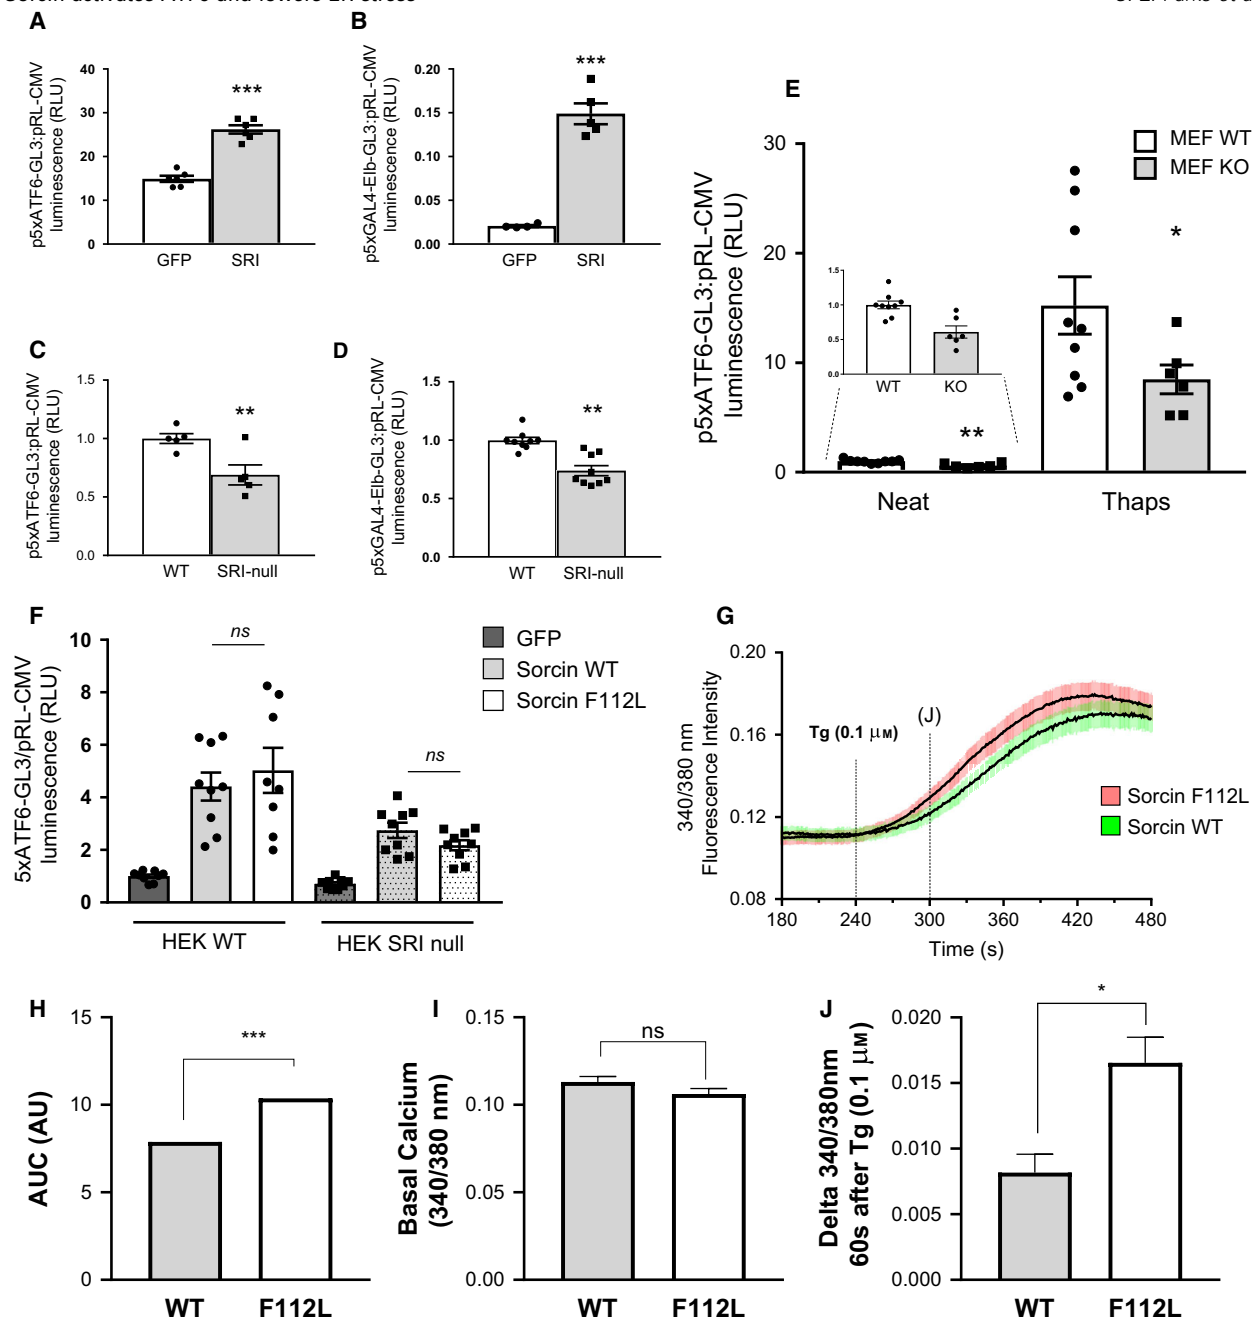 A
p5xATF6-GL3:pRL-CMV
luminescence (RLU)
40
30
20
10
0
***
GFP
SRI
B
p5xGAL4-Elb-GL3:pRL-CMV
luminescence (RLU)
0.20
0.15
0.10
0.05
0.00
***
GFP
SRI
C
p5xATF6-GL3:pRL-CMV
luminescence (RLU)
1.5
1.0
0.5
0.0
**
WT
SRI-null
D
p5xGAL4-Elb-GL3:pRL-CMV
luminescence (RLU)
1.5
1.0
0.5
0.0
**
WT
SRI-null
E
MEF WT
MEF KO
p5xATF6-GL3:pRL-CMV
luminescence (RLU)
30
20
10
0
1.5
1.0
0.5
0.0
WT
KO
**
*
Neat
Thaps
F
5xATF6-GL3/pRL-CMV
luminescence (RLU)
10
8
6
4
2
0
ns
ns
GFP
Sorcin WT
Sorcin F112L
HEK WT
HEK SRI null
G
340/380 nm
Fluorescence Intensity
0.20
0.16
0.12
0.08
Tg (0.1 μM)
(J)
Sorcin F112L
Sorcin WT
180
240
300
360
420
480
Time (s)
H
AUC (AU)
15
10
5
0
***
WT
F112L
I
Basal Calcium
(340/380 nm)
0.15
0.10
0.05
0.00
ns
WT
F112L
J
Delta 340/380nm
60s after Tg (0.1 μM)
0.020
0.015
0.010
0.005
0.000
*
WT
F112L